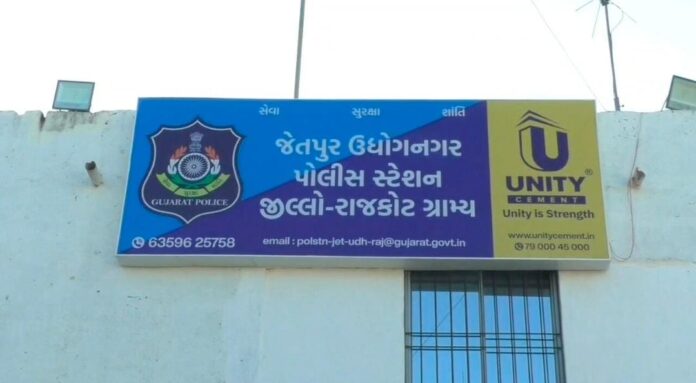 સેવા સુરક્ષા શાંતિ
જેતપુર ઉધોગનગર
પોલીસ સ્ટેશન
જીલ્લો-રાજકોટ ગ્રામ્ય
GUJARAT POLICE
63596 25758
email : polstn-jet-udh-raj@gujarat.govt.in
U
UNITY®
CEMENT
Unity is Strength
www.unitycement.in
79 000 45 000